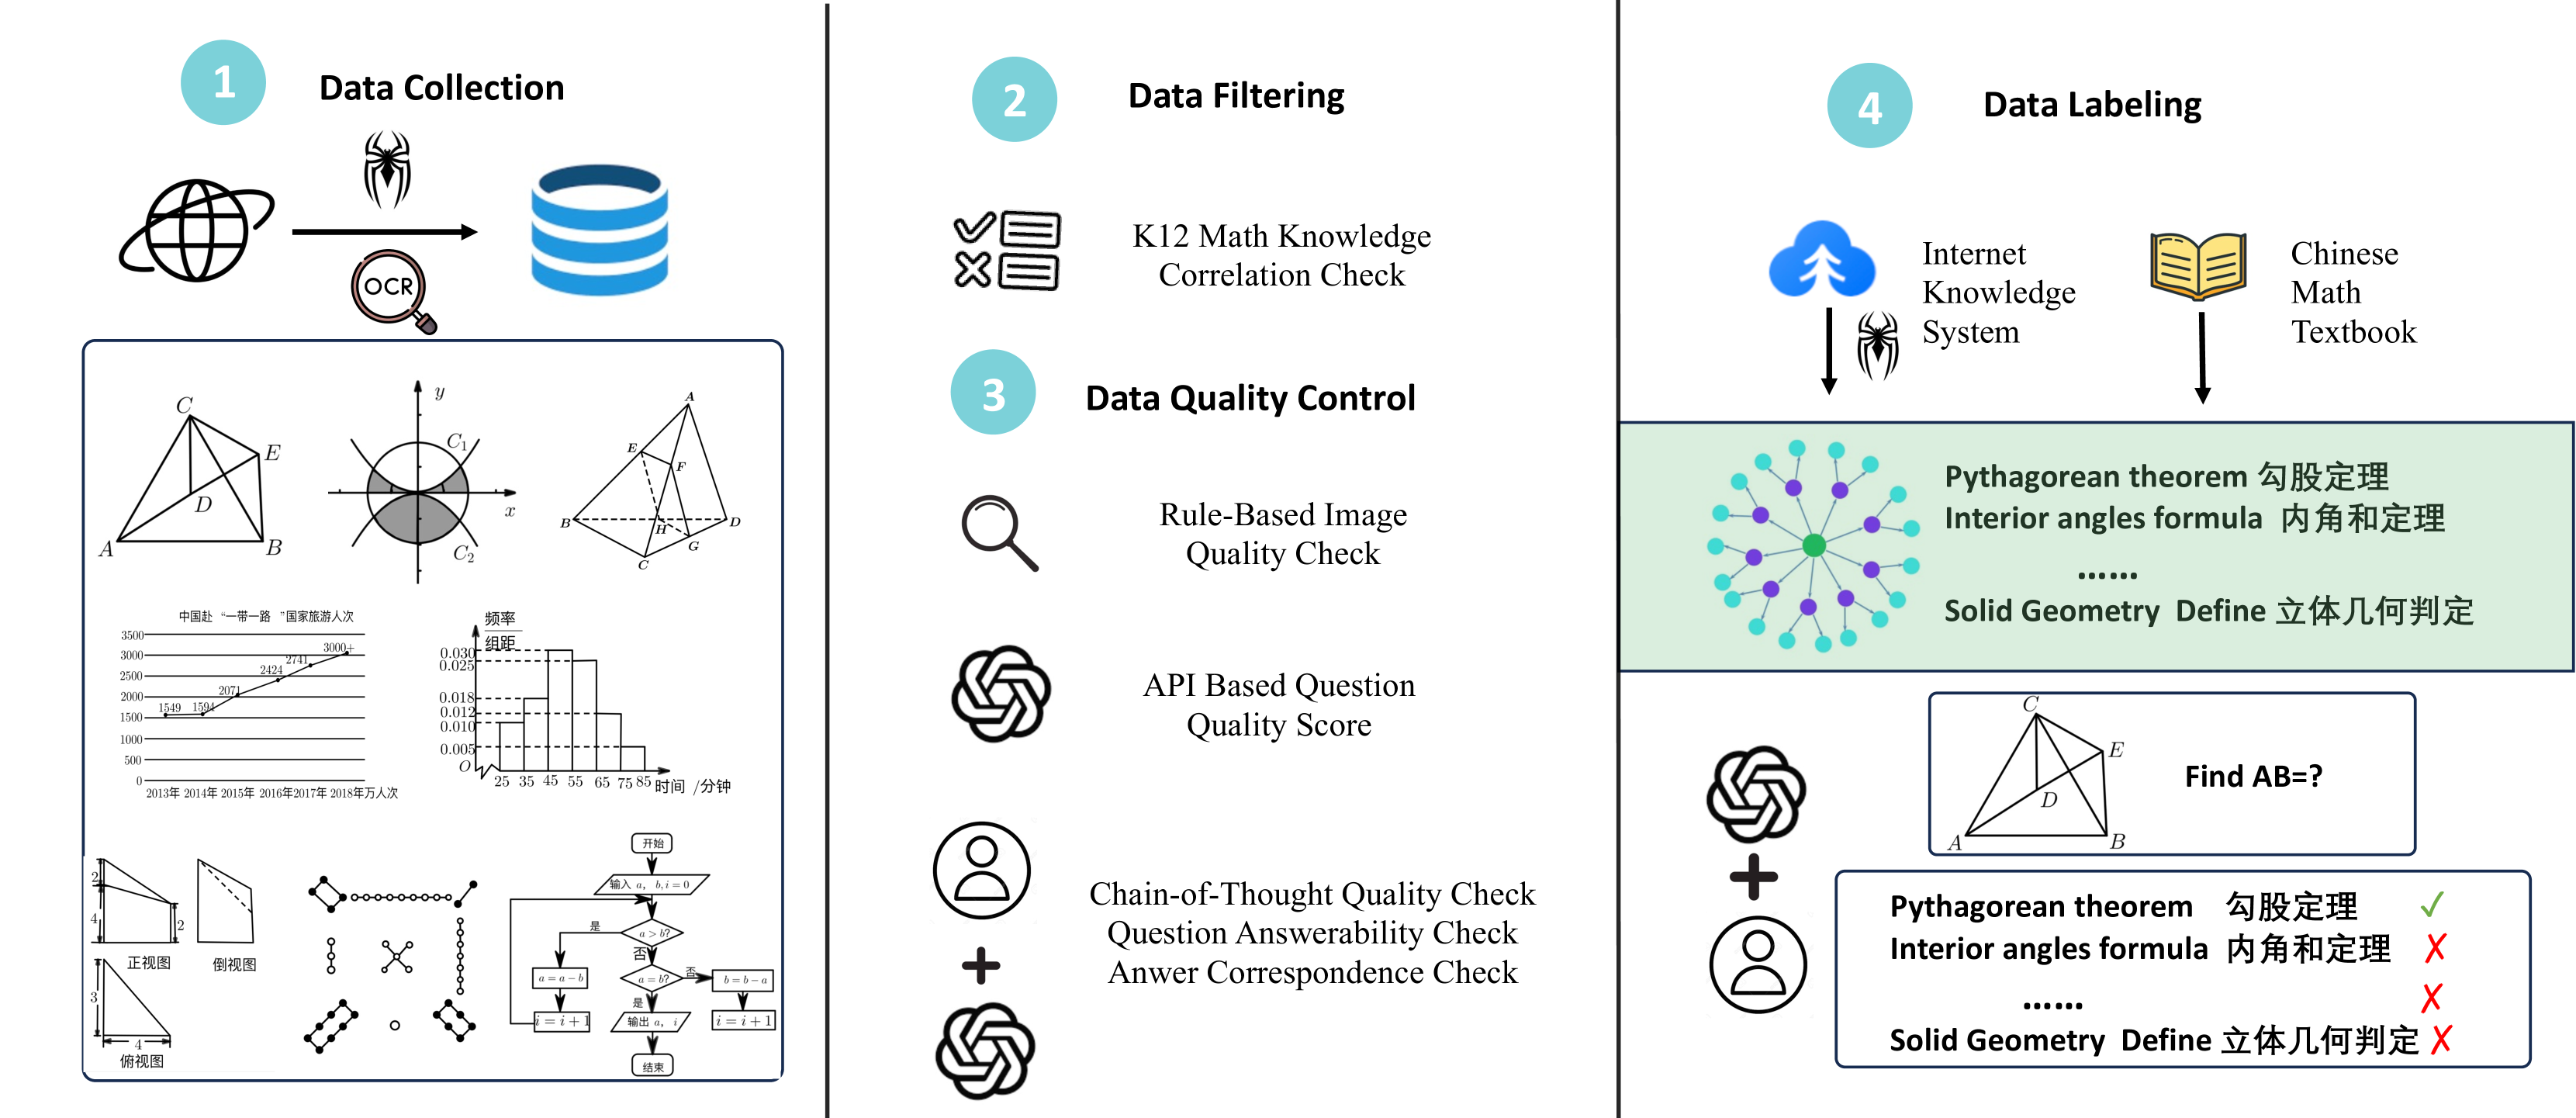 1
Data Collection
OCR
C
E
D
A
B
y
C1
x
C2
A
E
F
B
H
D
G
C
中国赴 “一带一路 ”国家旅游人次
3500
3000
2500
2000
1500
1000
500
0
1549
1594
2071
2424
2741
3000+
2013年 2014年 2015年 2016年2017年 2018年万人次
频率
组距
0.030
0.025
0.018
0.012
0.010
0.005
O
25 35 45 55 65 75 85 时间 /分钟
2
4
2
正视图
倒视图
3
4
俯视图
开始
输入 a， b, i = 0
a > b?
是
否
a = a − b
a = b?
否
b = b − a
是
i = i + 1
输出 a， i
i = i + 1
结束
2
Data Filtering
K12 Math Knowledge
Correlation Check
3
Data Quality Control
Rule-Based Image
Quality Check
API Based Question
Quality Score
Chain-of-Thought Quality Check
Question Answerability Check
Anwer Correspondence Check
4
Data Labeling
Internet
Knowledge
System
Chinese
Math
Textbook
Pythagorean theorem 勾股定理
Interior angles formula 内角和定理
……
Solid Geometry Define 立体几何判定
C
E
D
A
B
Find AB=?
Pythagorean theorem 勾股定理 ✓
Interior angles formula 内角和定理 ✗
…… ✗
Solid Geometry Define 立体几何判定 ✗